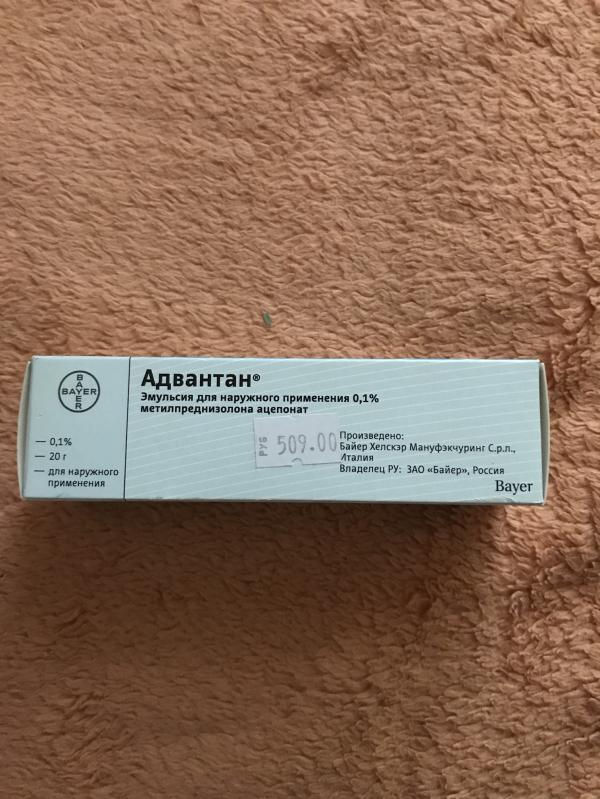 BAYER
BAYER
Адвантан®
Эмульсия для наружного применения 0,1%
метилпреднизолона ацепонат
— 0,1%
— 20 г
— для наружного
применения
РУБ 509.00
Произведено:
Байер Хелскэр Мануфэкчуринг С.р.л.,
Италия
Владелец РУ: ЗАО «Байер», Россия
Bayer